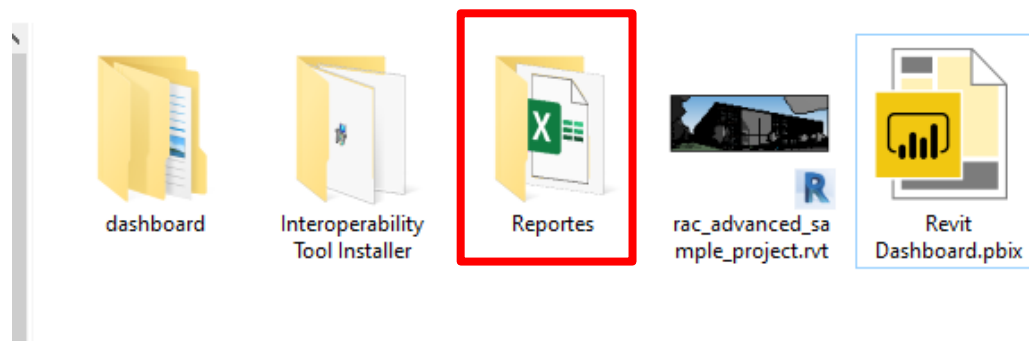 dashboard
Interoperability
Tool Installer
X
Reportes
R
rac_advanced_sa
mple_project.rvt
Revit
Dashboard.pbix